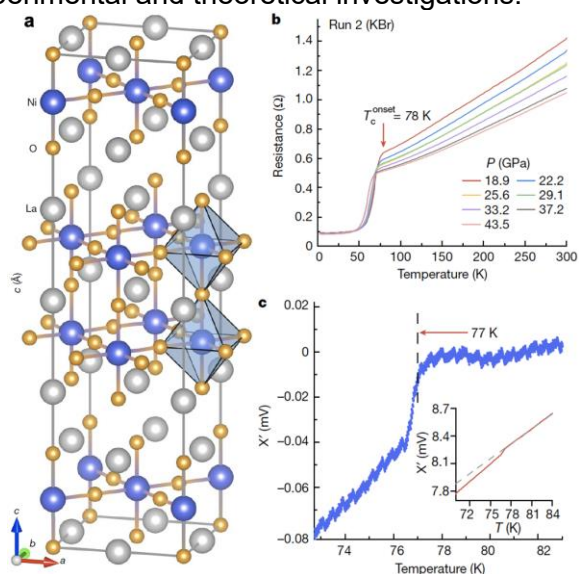 investigations.
a
Ni
O
La
c (Å)
c
b
a
b
Run 2 (KBr)
Resistance (Ω)
1.4
1.2
1.0
0.8
0.6
0.4
0.2
0
T c onset = 78 K
P (GPa)
18.9 22.2
25.6 29.1
33.2 37.2
43.5
0 50 100 150 200 250 300
Temperature (K)
c
X′ (mV)
0.02
0
−0.02
−0.04
−0.06
−0.08
77 K
X′ (mV)
8.7
8.4
8.1
7.8
72 75 78 81 84
T (K)
74 76 78 80 82
Temperature (K)